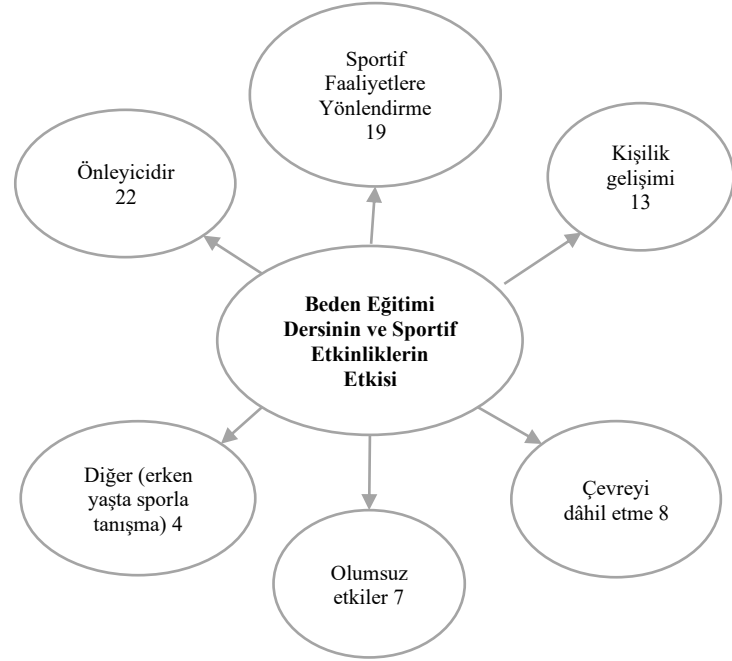 Sportif
Faaliyetlere
Yönlendirme
19
Önleyicidir
22
Kişilik
gelişimi
13
Beden Eğitimi
Dersinin ve Sportif
Etkinliklerin
Etkisi
Diğer (erken
yaşta sporla
tanışma) 4
Olumsuz
etkiler 7
Çevreyi
dâhil etme 8